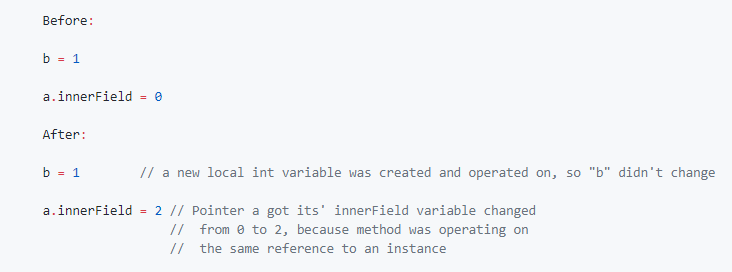 Before:
b = 1
a.innerField = 0
After:
b = 1 // a new local int variable was created and operated on, so "b" didn't change
a.innerField = 2 // Pointer a got its' innerField variable changed
// from 0 to 2, because method was operating on
// the same reference to an instance